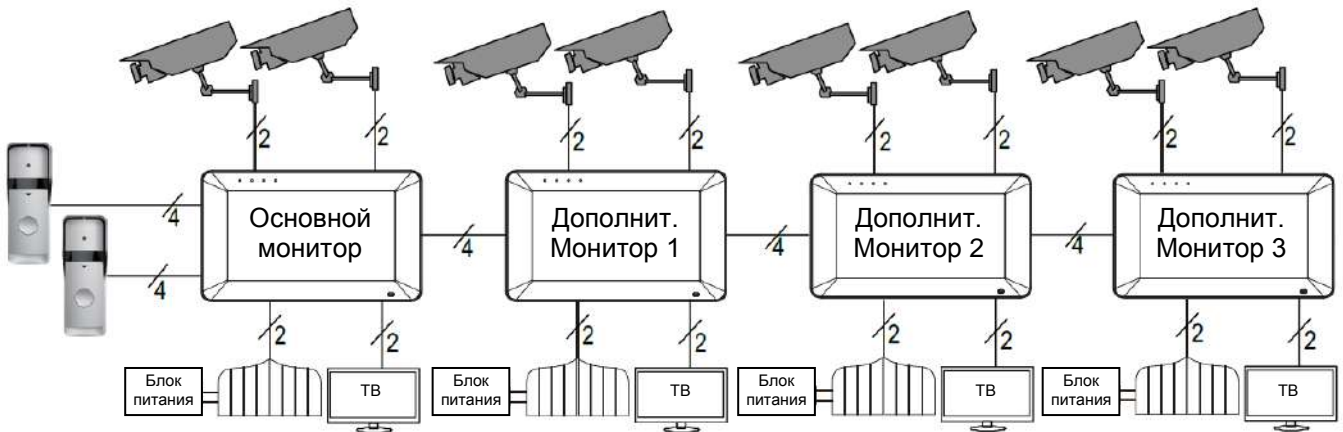 2
2
2
2
2
2
2
2
4
4
Основной
монитор
4
Дополнит.
Монитор 1
4
Дополнит.
Монитор 2
4
Дополнит.
Монитор 3
2
2
2
2
2
2
2
2
Блок
питания
ТВ
Блок
питания
ТВ
Блок
питания
ТВ
Блок
питания
ТВ